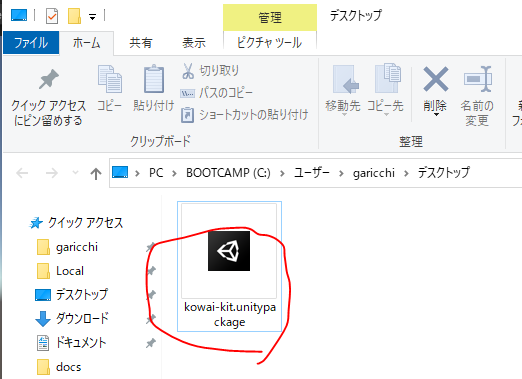 管理
デスクトップ
ファイル
ホーム
共有
表示
ピクチャ ツール
クイック アクセス
にピン留めする
コピー
貼り付け
切り取り
パスのコピー
ショートカットの貼り付け
クリップボード
移動先
コピー先
削除
名前の
変更
整理
PC > BOOTCAMP (C:) > ユーザー > garicchi > デスクトップ
クイック アクセス
garicchi
Local
デスクトップ
ダウンロード
ドキュメント
docs
kowai-kit.unitypa
ckage